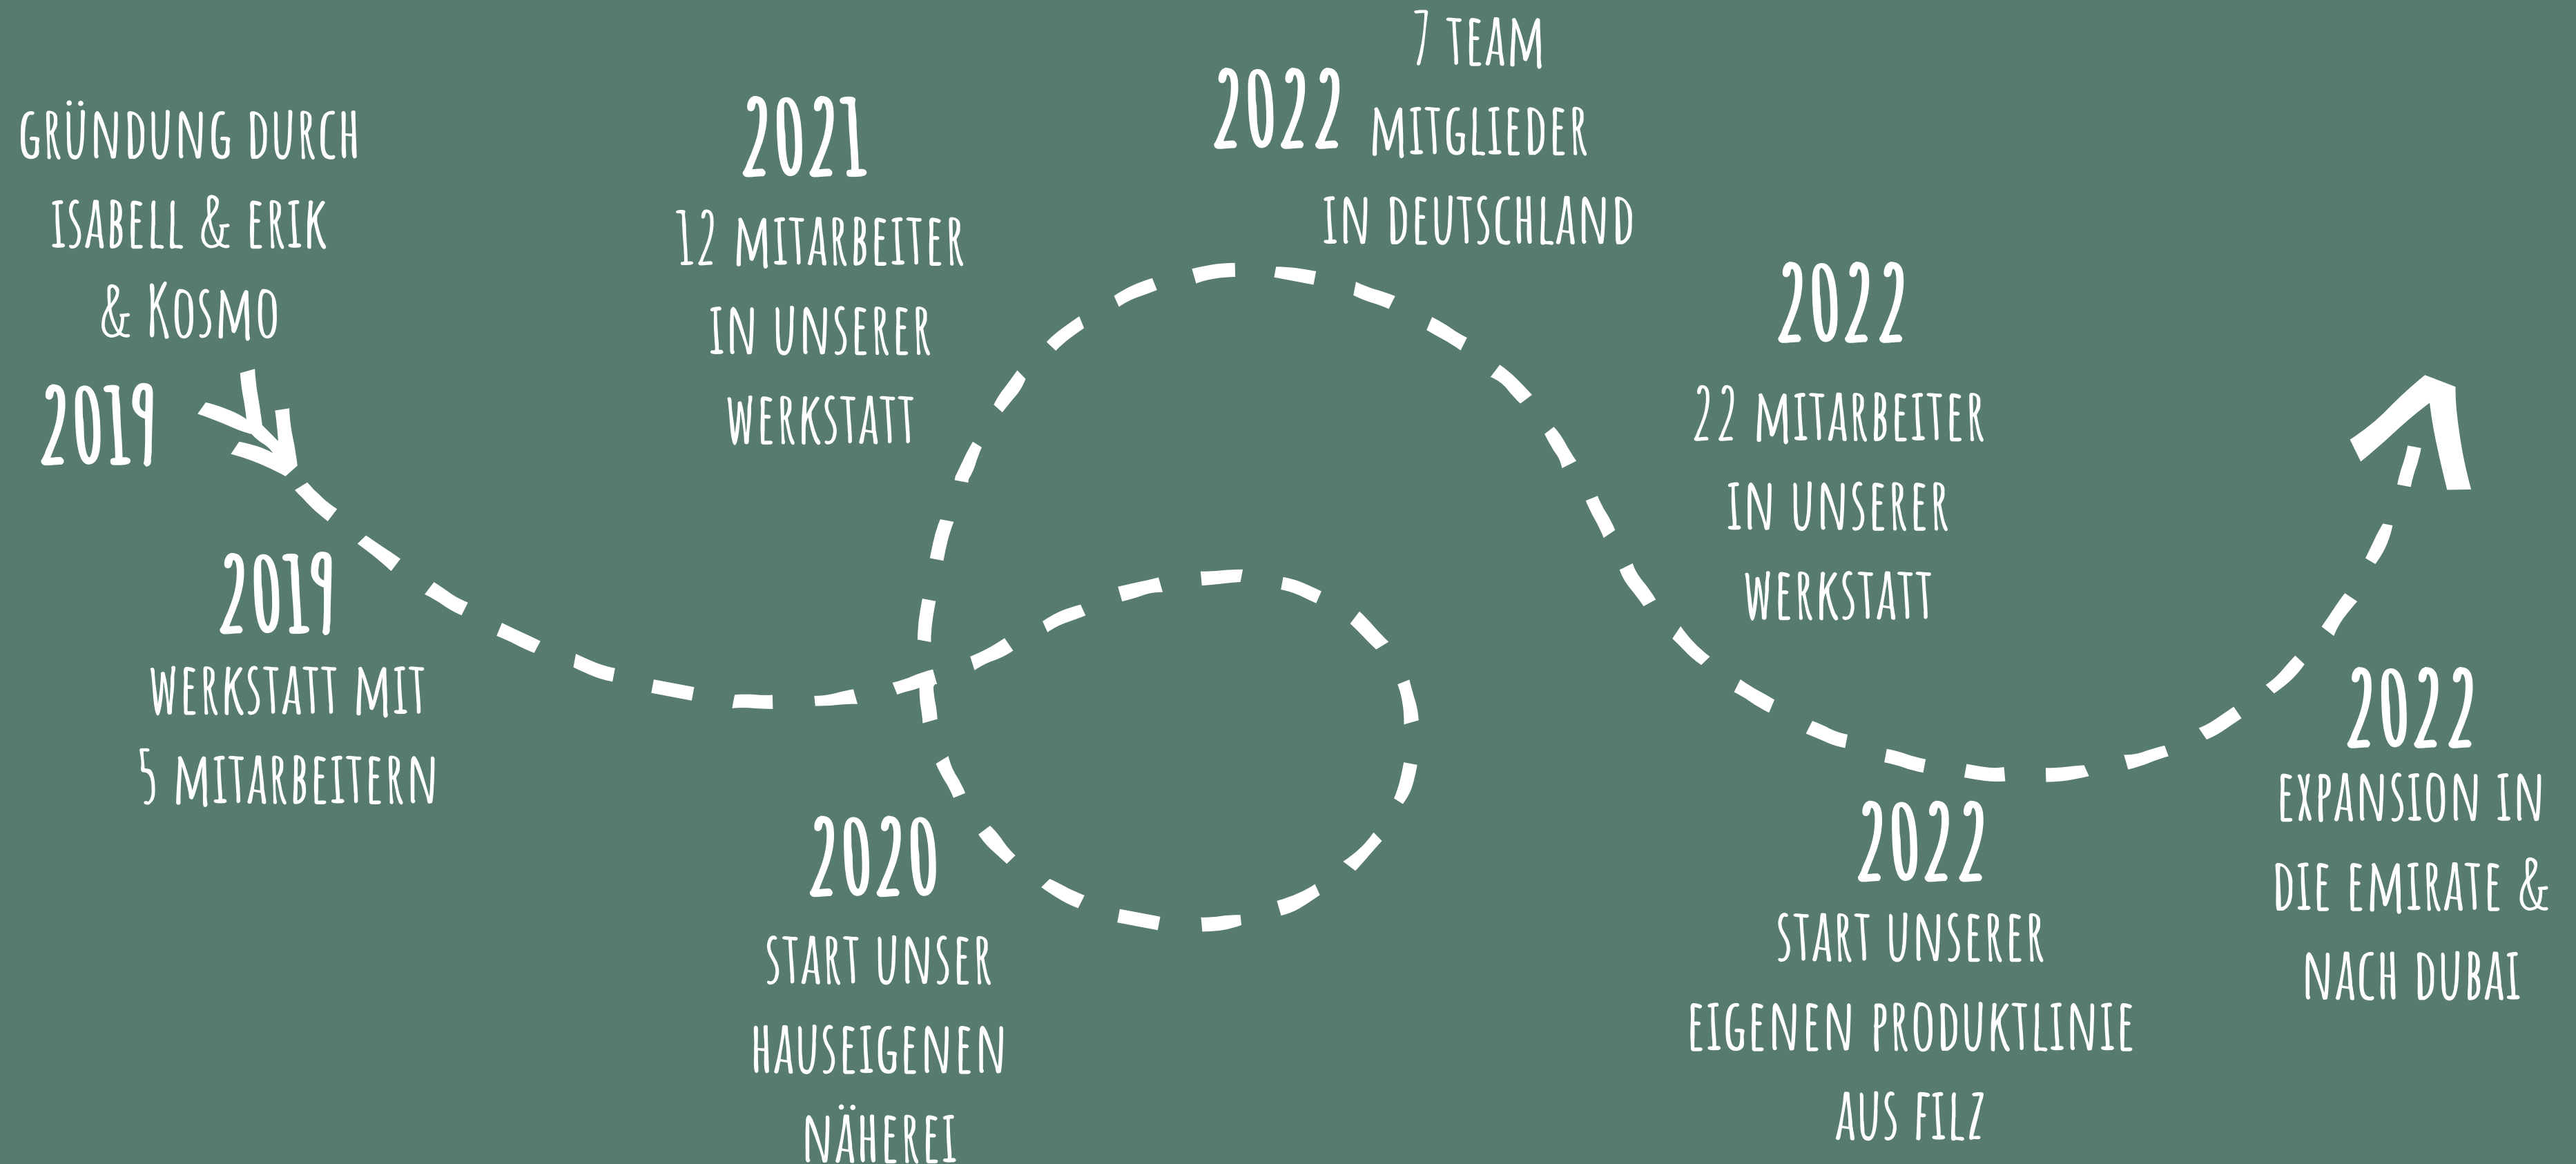 GRÜNDUNG DURCH
ISABELL & ERIK
& KOSMO
2019
2019
WERKSTATT MIT
5 MITARBEITERN
2020
START UNSER
HAUSEIGENEN
NÄHEREI
2021
12 MITARBEITER
IN UNSERER
WERKSTATT
2022
7 TEAM
MITGLIEDER
IN DEUTSCHLAND
2022
22 MITARBEITER
IN UNSERER
WERKSTATT
2022
START UNSERER
EIGENEN PRODUKTLINIE
AUS FILZ
2022
EXPANSION IN
DIE EMIRATE &
NACH DUBAI